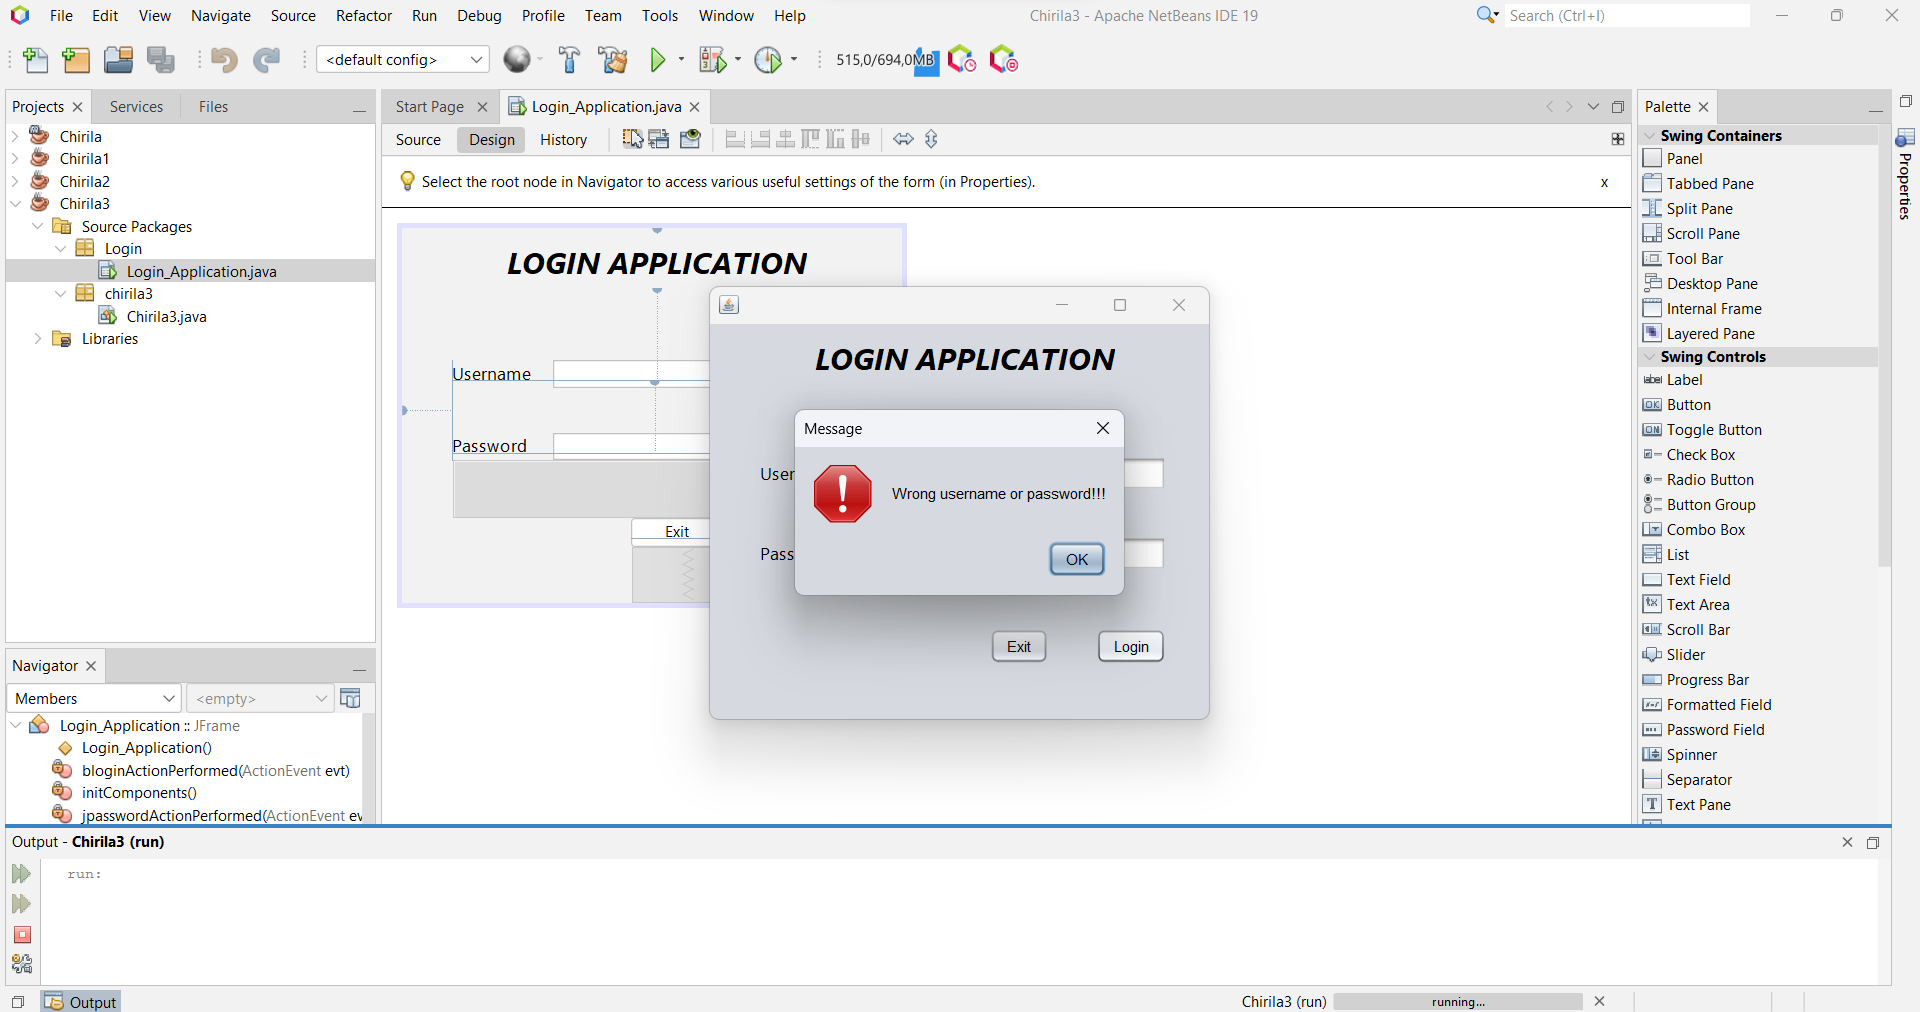 File Edit View Navigate Source Refactor Run Debug Profile Team Tools Window Help
Chirila3 - Apache NetBeans IDE 19
Search (Ctrl+I)
<default config>
515,0/694,0MB
Projects Services Files
Chirila
Chirila1
Chirila2
Chirila3
Source Packages
Login
Login_Application.java
chirila3
Chirila3.java
Libraries
Start Page Login_Application.java
Source Design History
Select the root node in Navigator to access various useful settings of the form (in Properties).
x
LOGIN APPLICATION
Username
Password
Exit
LOGIN APPLICATION
User
Pass
Message
Wrong username or password!!!
OK
Exit Login
Palette
Swing Containers
Panel
Tabbed Pane
Split Pane
Scroll Pane
Tool Bar
Desktop Pane
Internal Frame
Layered Pane
Swing Controls
Label
Button
Toggle Button
Check Box
Radio Button
Button Group
Combo Box
List
Text Field
Text Area
Scroll Bar
Slider
Progress Bar
Formatted Field
Password Field
Spinner
Separator
Text Pane
Properties
Navigator
Members <empty>
Login_Application :: JFrame
Login_Application()
bloginActionPerformed(ActionEvent evt)
initComponents()
jpasswordActionPerformed(ActionEvent ev
Output - Chirila3 (run)
run:
Output
Chirila3 (run) running...